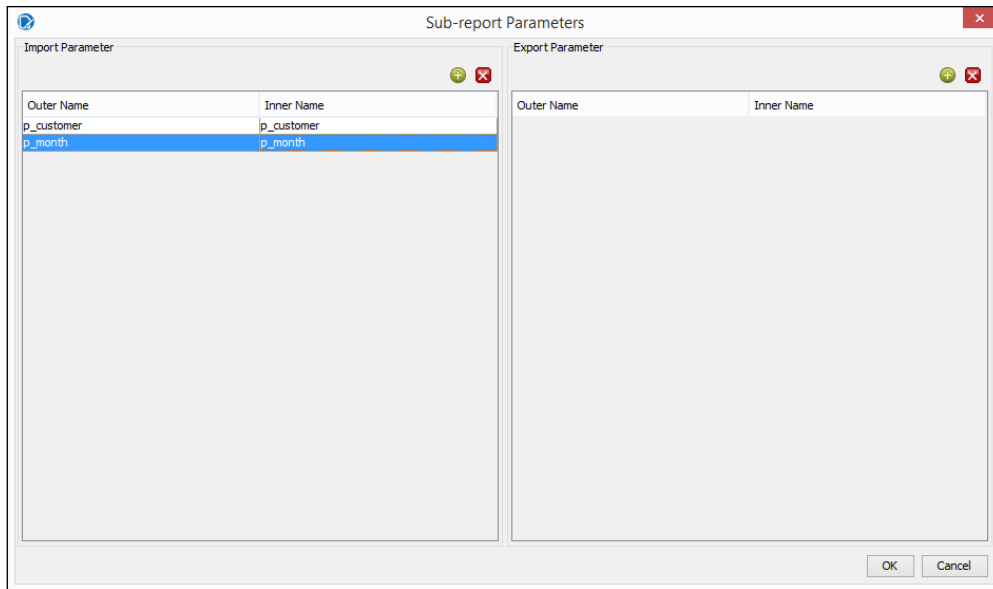 Sub-report Parameters
Import Parameter
Outer Name Inner Name
p_customer p_customer
p_month p_month
Export Parameter
Outer Name Inner Name
OK Cancel